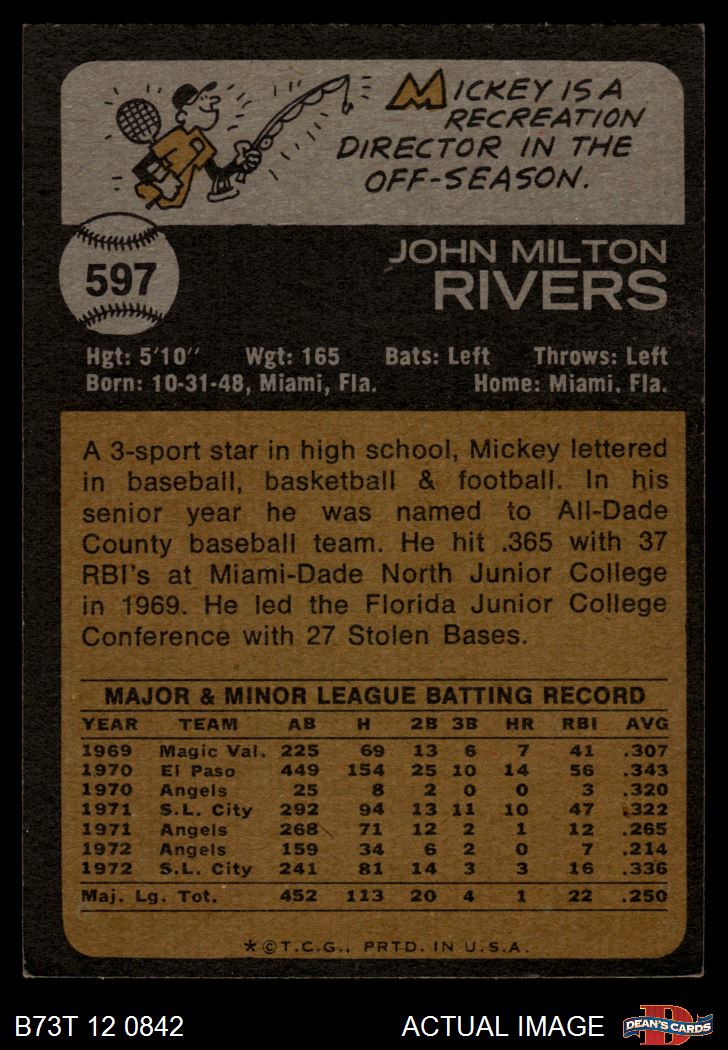 MICKEY IS A
RECREATION
DIRECTOR IN THE
OFF-SEASON.
597
JOHN MILTON
RIVERS
Hgt: 5'10" Wgt: 165 Bats: Left Throws: Left
Born: 10-31-48, Miami, Fla. Home: Miami, Fla.
A 3-sport star in high school, Mickey lettered
in baseball, basketball & football. In his
senior year he was named to All-Dade
County baseball team. He hit .365 with 37
RBI's at Miami-Dade North Junior College
in 1969. He led the Florida Junior College
Conference with 27 Stolen Bases.
MAJOR & MINOR LEAGUE BATTING RECORD
YEAR TEAM AB H 2B 3B HR RBI AVG
1969 Magic Val. 225 69 13 6 7 41 .307
1970 El Paso 449 154 25 10 14 56 .343
1970 Angels 25 8 2 0 0 3 .320
1971 S.L. City 292 94 13 11 10 47 .322
1971 Angels 268 71 12 2 1 12 .265
1972 Angels 159 34 6 2 0 7 .214
1972 S.L. City 241 81 14 3 3 16 .336
Maj. Lg. Tot. 452 113 20 4 1 22 .250
*©T.C.G., PRTD. IN U.S.A.
B73T 12 0842 ACTUAL IMAGE
D
DEAN'S CARDS